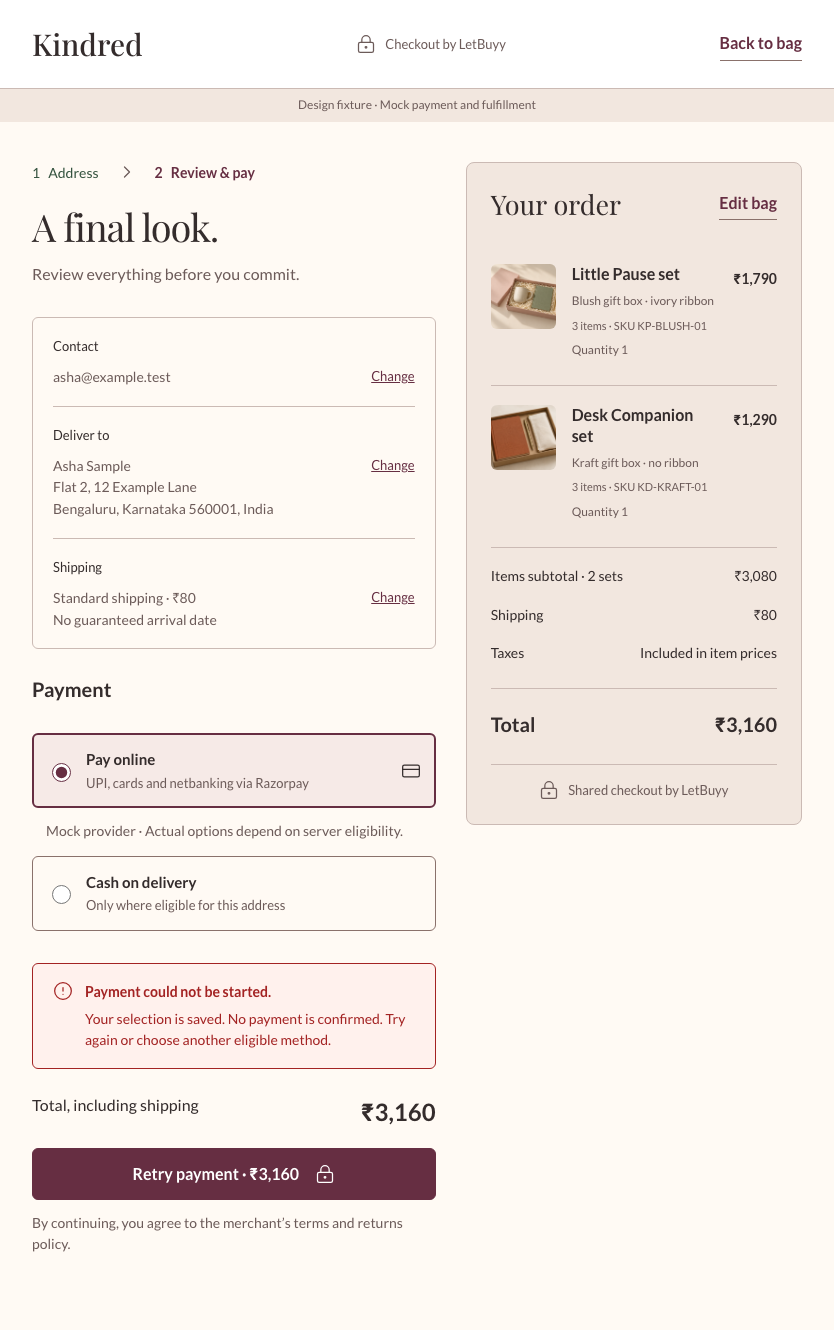 Kindred
Checkout by LetBuyy
Back to bag
Design fixture · Mock payment and fulfillment
1 Address
2 Review & pay
A final look.
Review everything before you commit.
Contact
asha@example.test
Change
Deliver to
Asha Sample
Change
Flat 2, 12 Example Lane
Bengaluru, Karnataka 560001, India
Shipping
Standard shipping · ₹80
Change
No guaranteed arrival date
Payment
Pay online
UPI, cards and netbanking via Razorpay
Mock provider · Actual options depend on server eligibility.
Cash on delivery
Only where eligible for this address
Payment could not be started.
Your selection is saved. No payment is confirmed. Try
again or choose another eligible method.
Total, including shipping
₹3,160
Retry payment · ₹3,160
By continuing, you agree to the merchant’s terms and returns
policy.
Your order
Edit bag
Little Pause set
₹1,790
Blush gift box · ivory ribbon
3 items · SKU KP-BLUSH-01
Quantity 1
Desk Companion
set
₹1,290
Kraft gift box · no ribbon
3 items · SKU KD-KRAFT-01
Quantity 1
Items subtotal · 2 sets
₹3,080
Shipping
₹80
Taxes
Included in item prices
Total
₹3,160
Shared checkout by LetBuyy